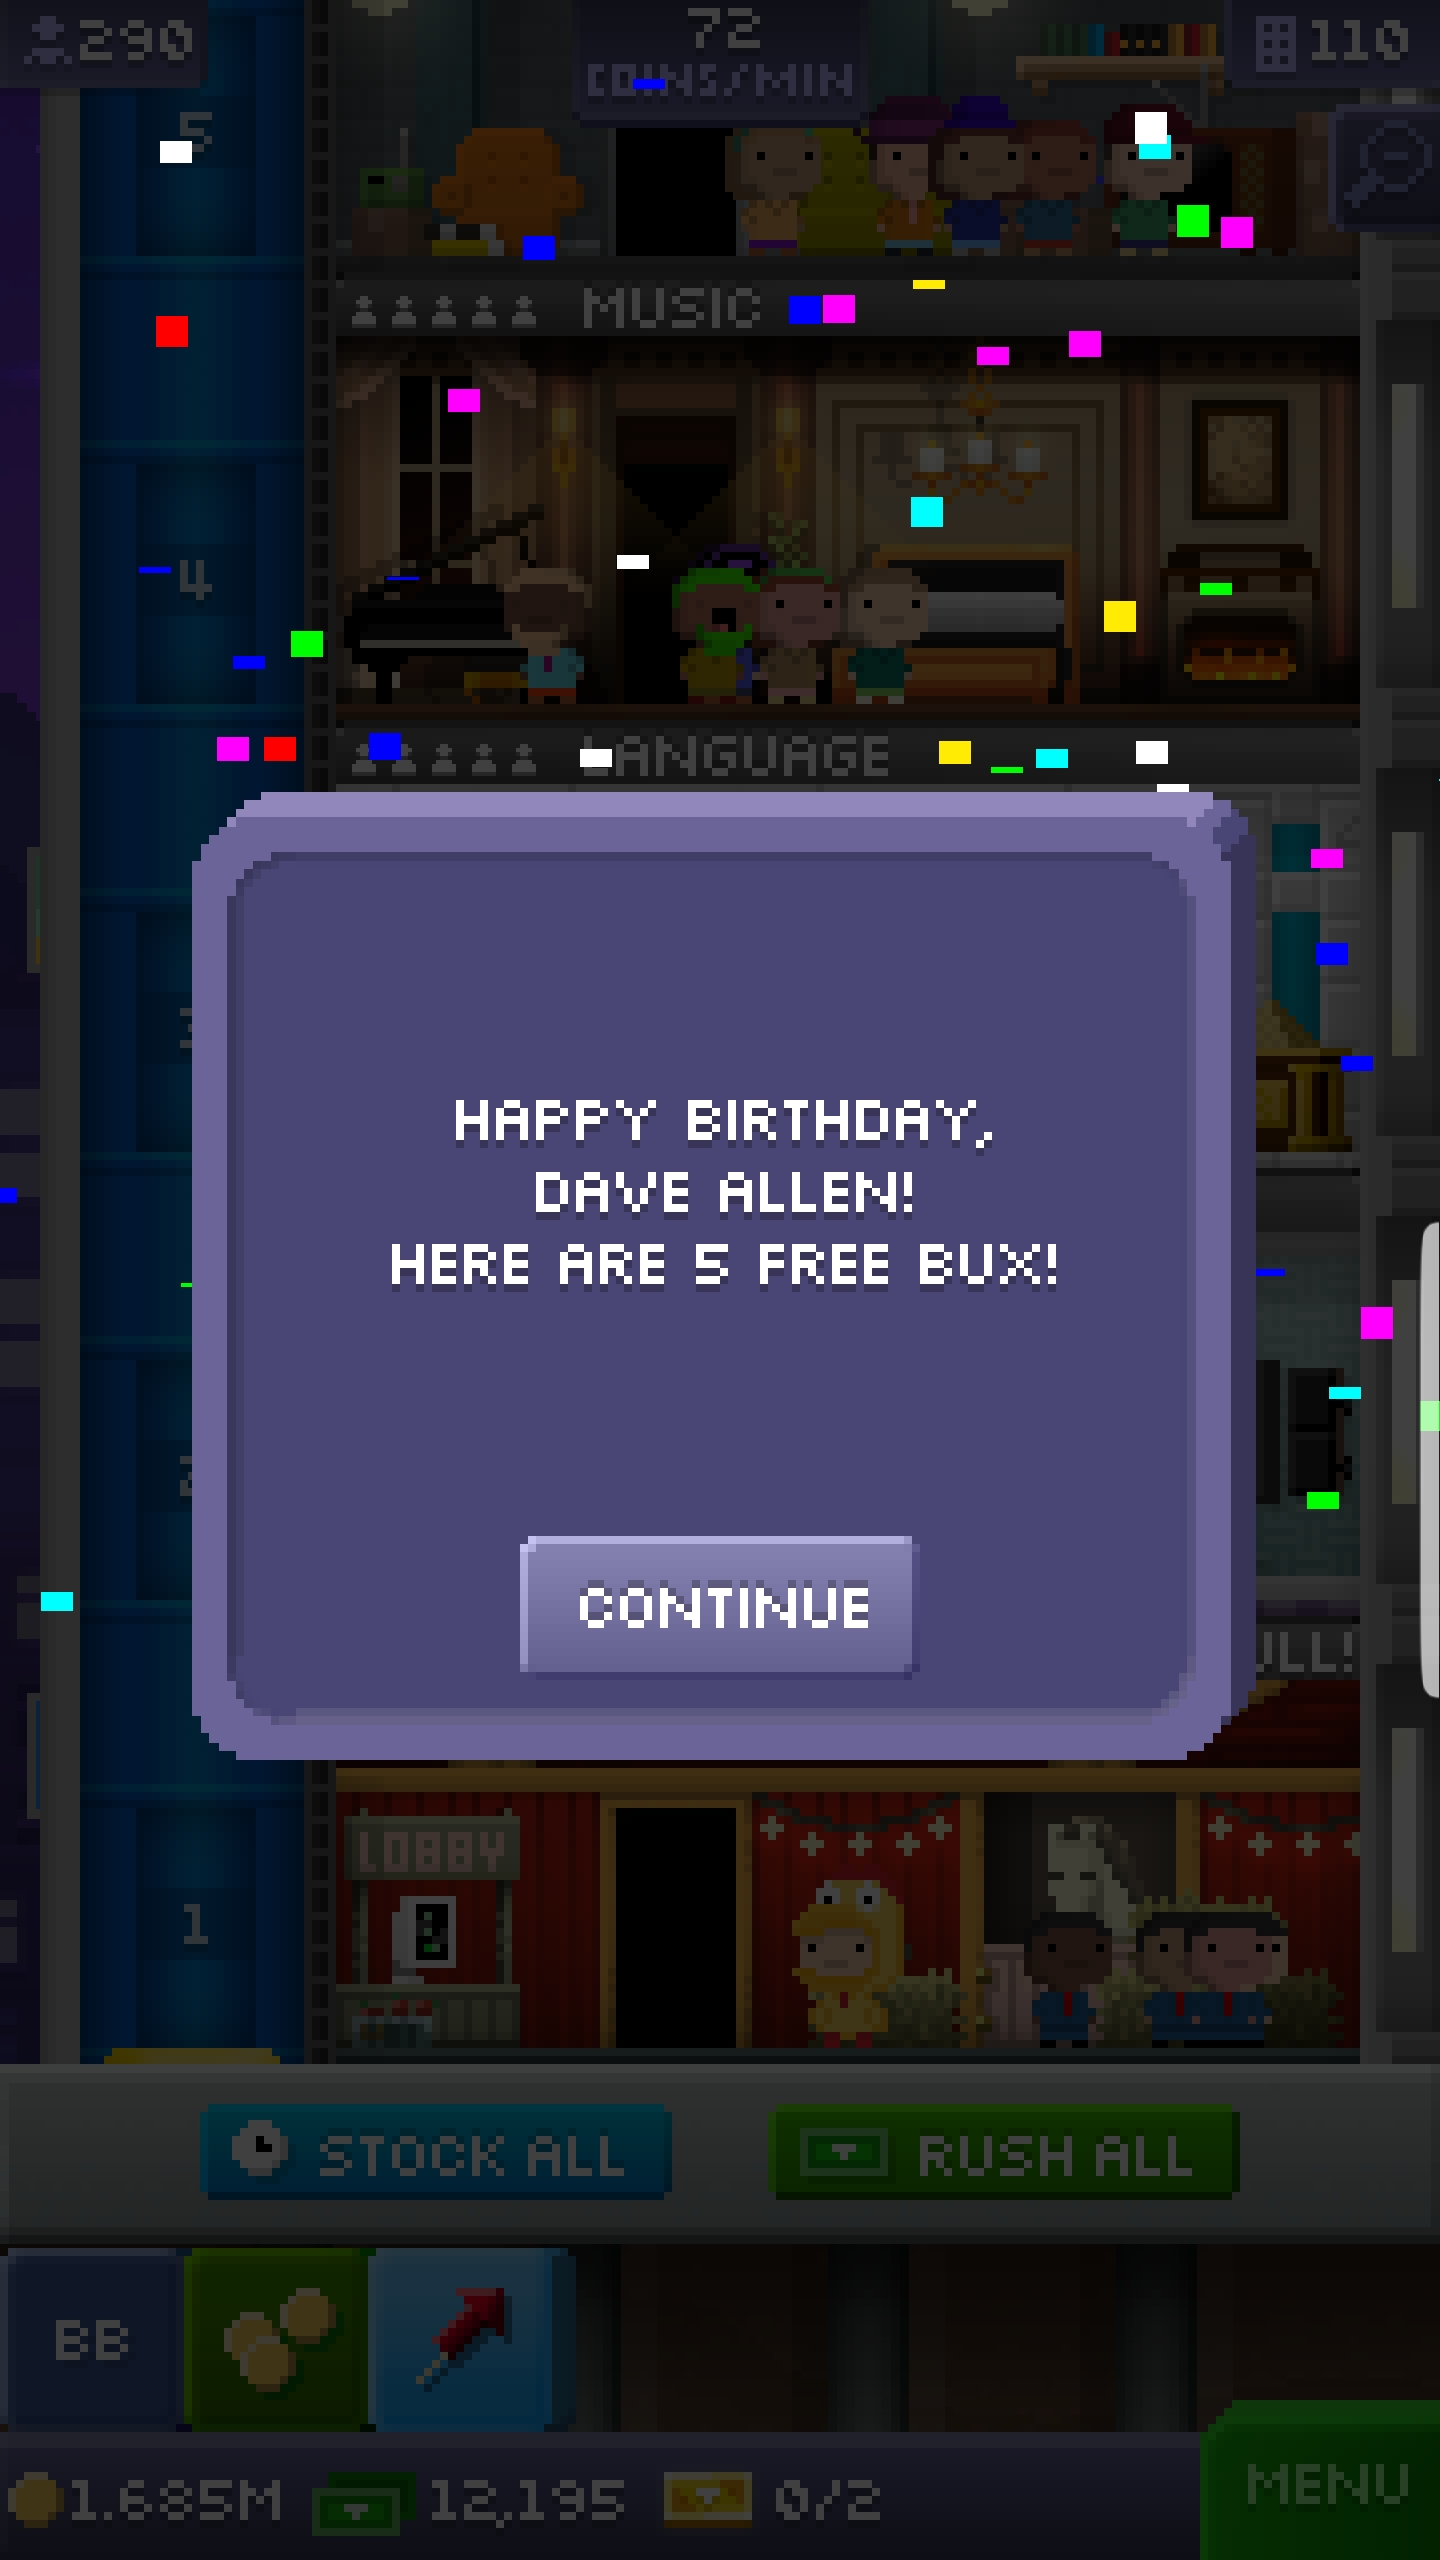 290
72
COINS/MIN
110
5
MUSIC
4
LANGUAGE
HAPPY BIRTHDAY,
DAVE ALLEN!
HERE ARE 5 FREE BUX!
CONTINUE
LOBBY
1
STOCK ALL
RUSH ALL
BB
1.685M
12,195
0/2
MENU